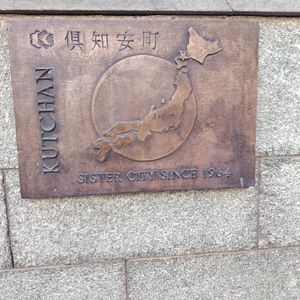 倶知安町
KUTCHAN
Japan
SISTER CITY SINCE 1964